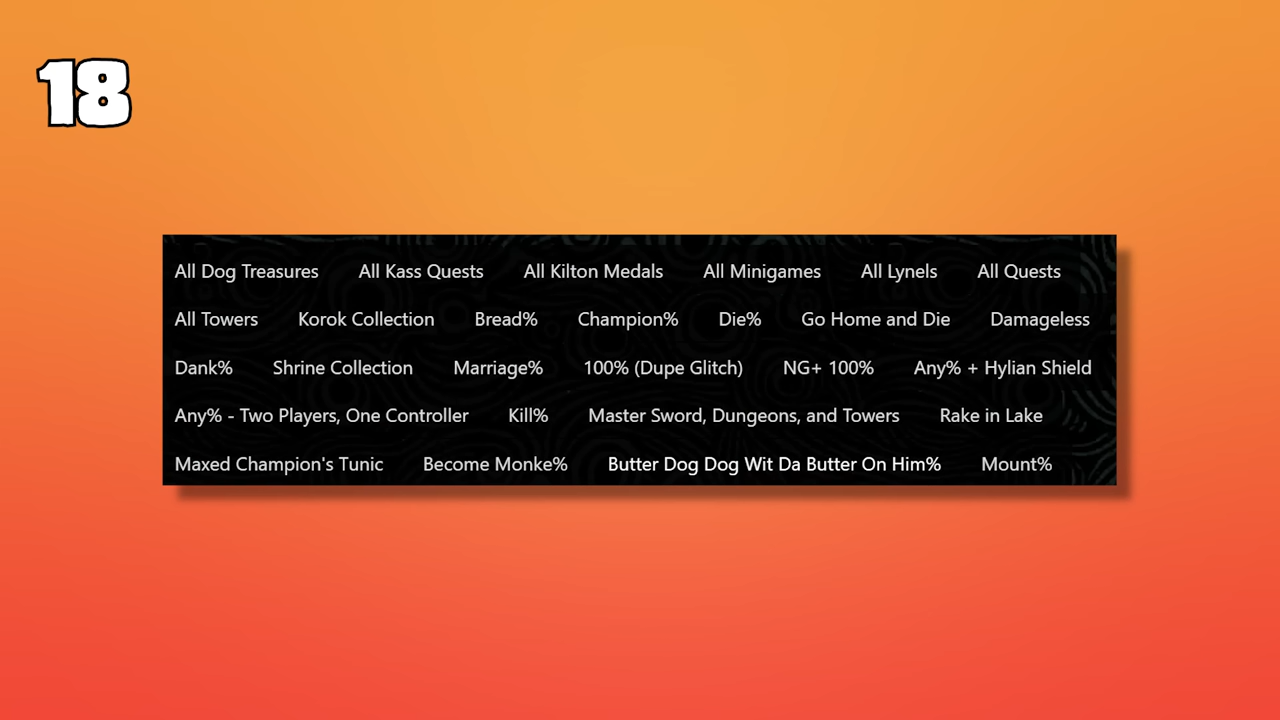 18
All Dog Treasures All Kass Quests All Kilton Medals All Minigames All Lynels All Quests
All Towers Korok Collection Bread% Champion% Die% Go Home and Die Damageless
Dank% Shrine Collection Marriage% 100% (Dupe Glitch) NG+ 100% Any% + Hylian Shield
Any% - Two Players, One Controller Kill% Master Sword, Dungeons, and Towers Rake in Lake
Maxed Champion's Tunic Become Monke% Butter Dog Dog Wit Da Butter On Him% Mount%